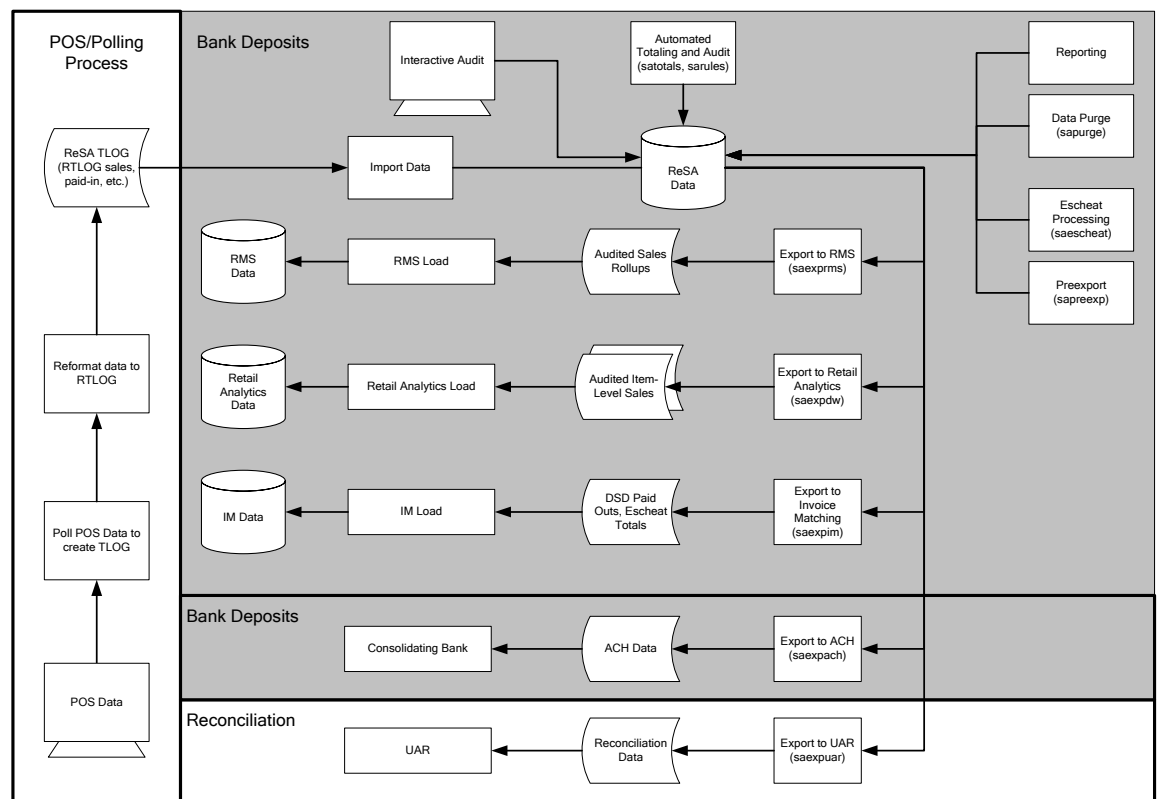 POS/Polling
Process
Bank Deposits
Interactive Audit
Automated
Totaling and Audit
(satotals, sarules)
Reporting
Data Purge
(sapurge)
ReSA TLOG
(RTLOG sales,
paid-in, etc.)
Import Data
ReSA
Data
Escheat
Processing
(saescheat)
Preexport
(sapreexp)
RMS
Data
RMS Load
Audited Sales
Rollups
Export to RMS
(saexprms)
Reformat data to
RTLOG
Retail
Analytics
Data
Retail Analytics Load
Audited Item-
Level Sales
Export to Retail
Analytics
(saexpdw)
Poll POS Data to
create TLOG
IM Data
IM Load
DSD Paid
Outs, Escheat
Totals
Export to
Invoice
Matching
(saexpim)
Bank Deposits
Consolidating Bank
ACH Data
Export to ACH
(saexpach)
POS Data
Reconciliation
UAR
Reconciliation
Data
Export to UAR
(saexpuar)